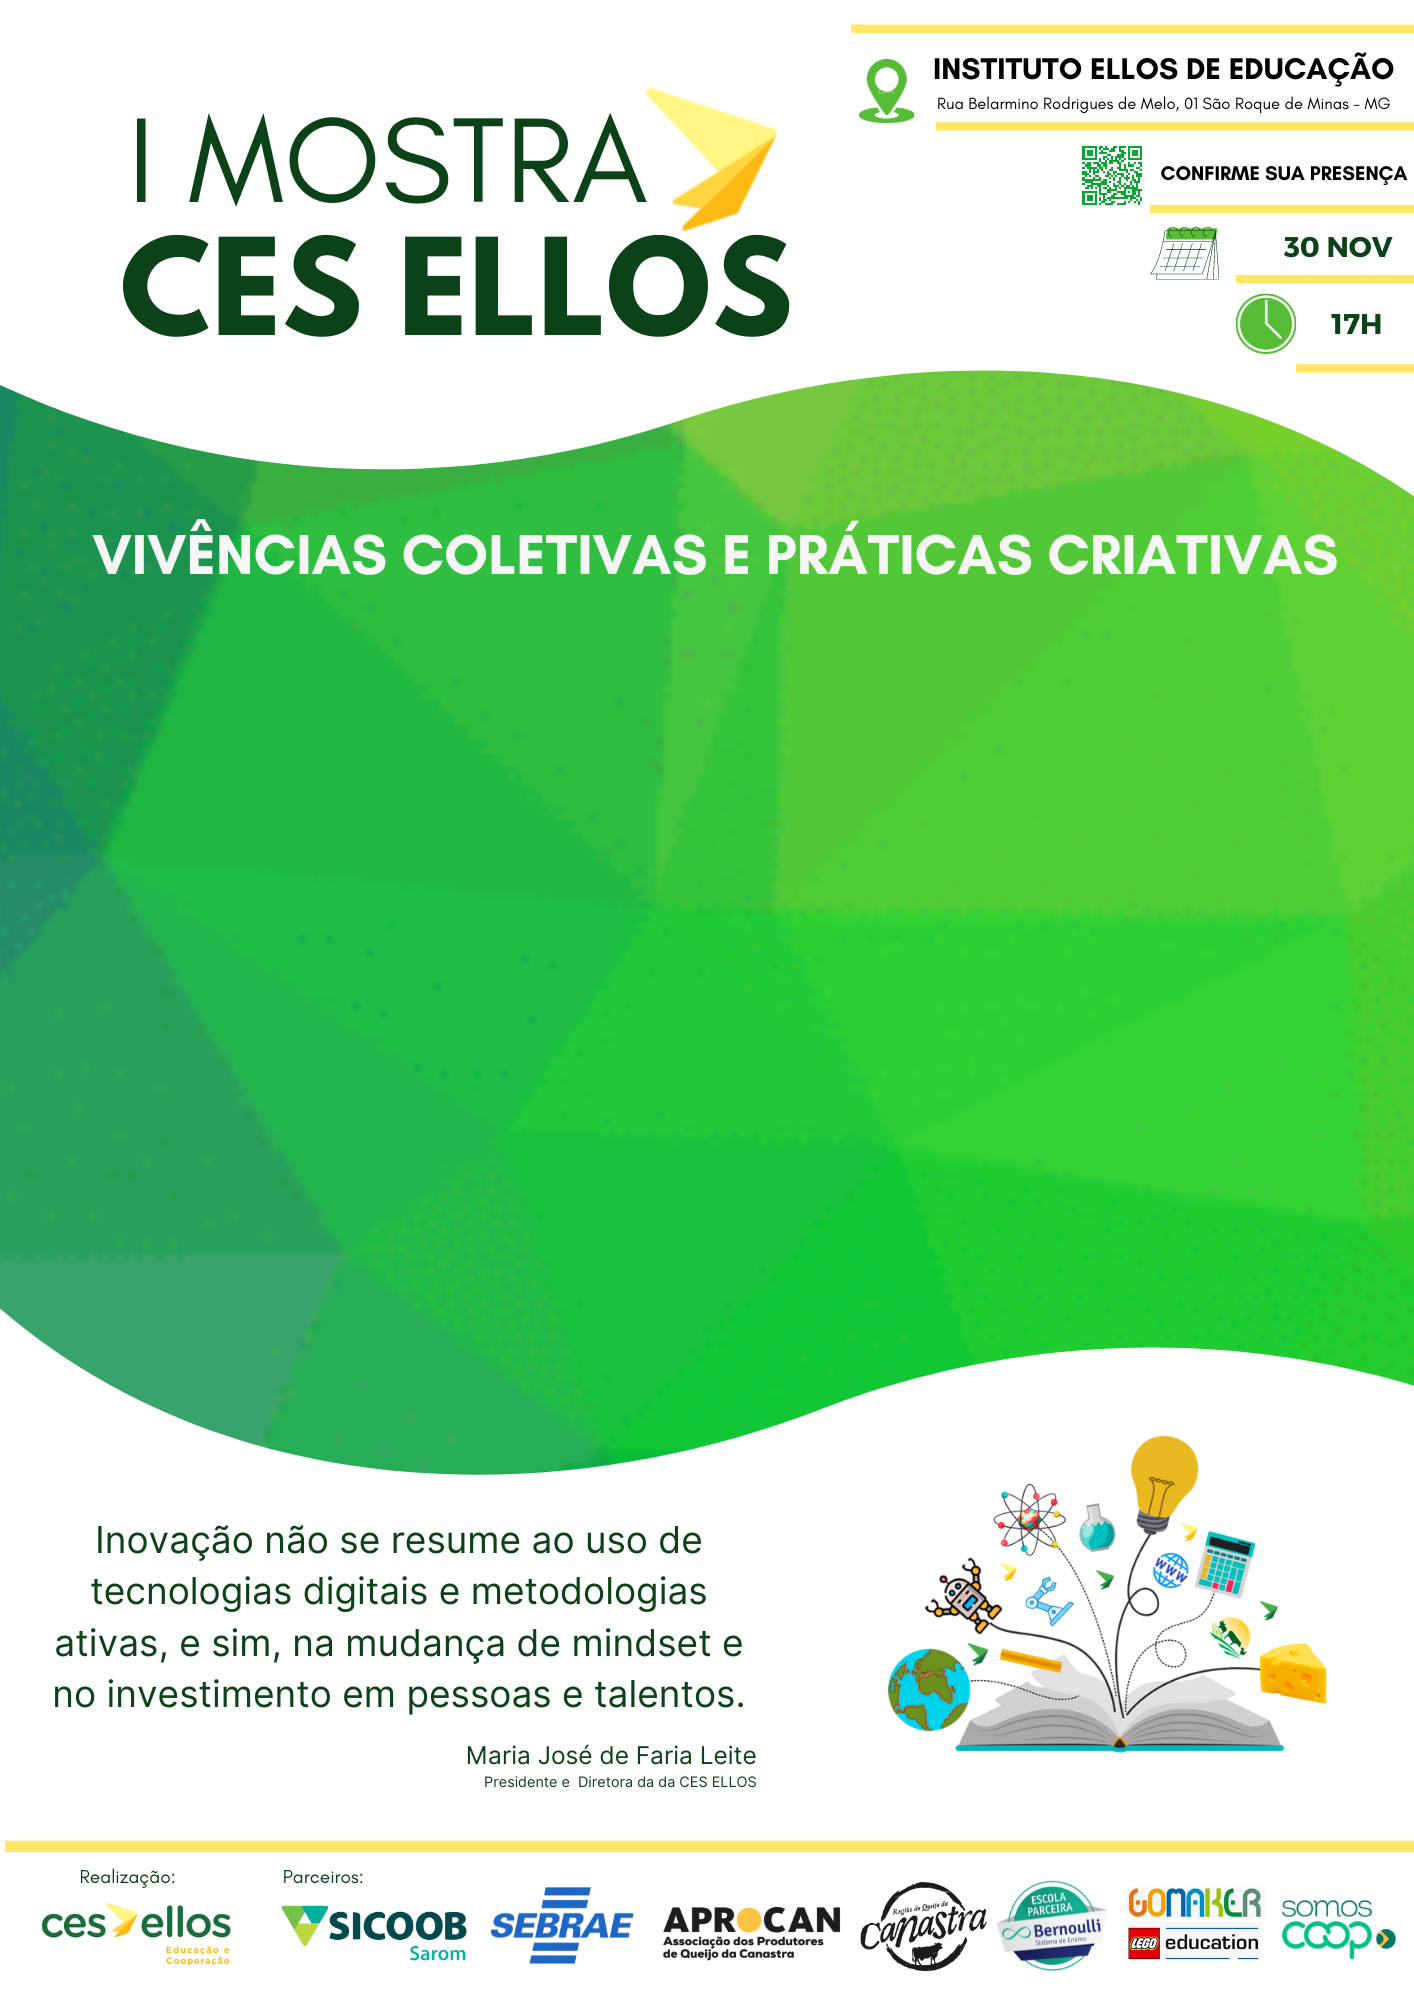 I MOSTRA
CES ELLOS
INSTITUTO ELLOS DE EDUCAÇÃO
Rua Belarmino Rodrigues de Melo, 01 São Roque de Minas - MG
CONFIRME SUA PRESENÇA
30 NOV
17H
VIVÊNCIAS COLETIVAS E PRÁTICAS CRIATIVAS
Inovação não se resume ao uso de
tecnologias digitais e metodologias
ativas, e sim, na mudança de mindset e
no investimento em pessoas e talentos.
Maria José de Faria Leite
Presidente e  Diretora da da CES ELLOS
www
Realização:
ces ellos
Educação e
Cooperação
Parceiros:
SICOOB
Sarom
SEBRAE
APROCAN
Associação dos Produtores
de Queijo da Canastra
Região do Queijo da
Canastra
ESCOLA
PARCEIRA
Bernoulli
Sistema de Ensino
GOMAKER
LEGO education
somos
coop